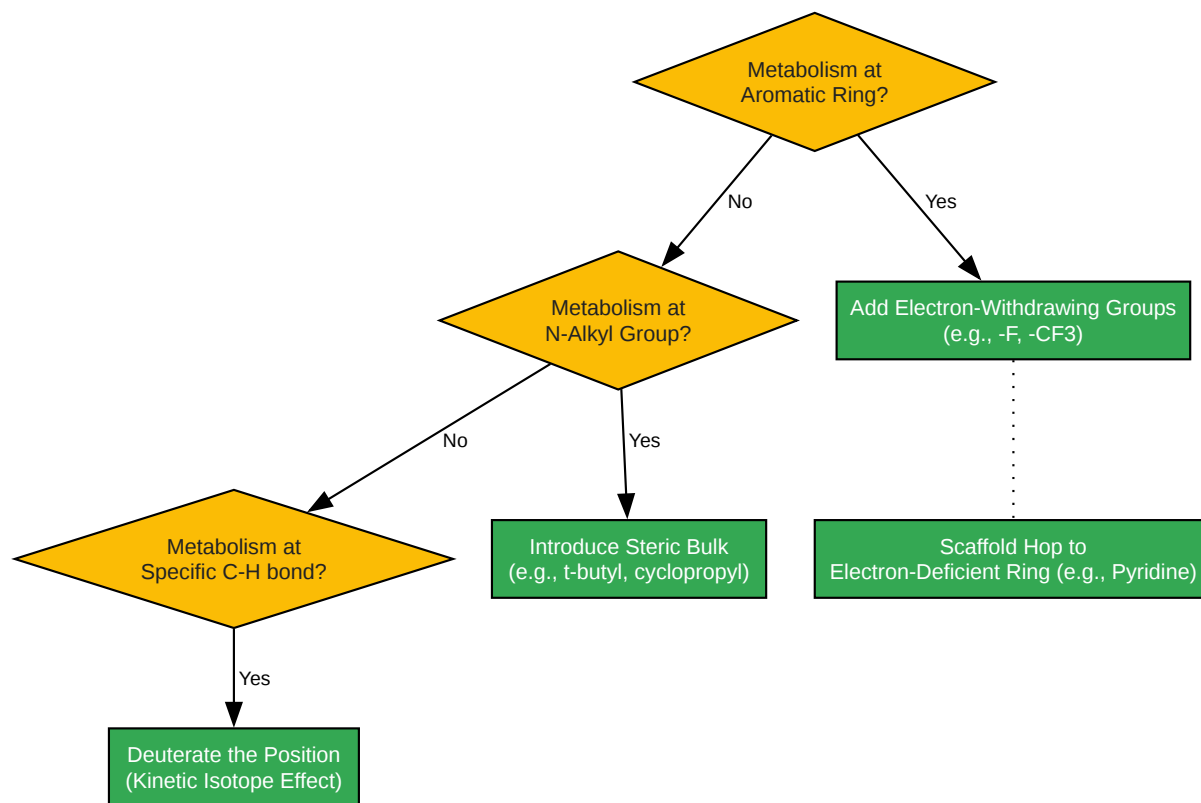 Metabolism at
Aromatic Ring?
No
Yes
Metabolism at
N-Alkyl Group?
Add Electron-Withdrawing Groups
(e.g., -F, -CF3)
No
Yes
Metabolism at
Specific C-H bond?
Introduce Steric Bulk
(e.g., t-butyl, cyclopropyl)
Scaffold Hop to
Electron-Deficient Ring (e.g., Pyridine)
Yes
Deuterate the Position
(Kinetic Isotope Effect)